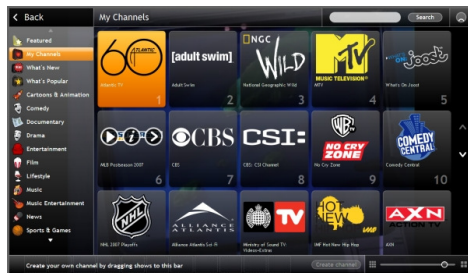 Back
My Channels
Search
Featured
My Channels
What's New
What's Popular
Cartoons & Animation
Comedy
Documentary
Drama
Entertainment
Film
Lifestyle
Music
Music Entertainment
News
Sports & Games
60
ATLANTIC
Atlantic TV
1
[adult swim]
Adult Swim
2
NGC
WILD
National Geographic Wild
3
MTV
MUSIC TELEVISION®
MTV
4
Joost
What's On Joost
5
MLB Postseason 2007
6
CBS
CBS
7
CSI:
CBS: CSI Channel
8
WB
NO CRY ZONE
No Cry Zone
9
COMEDY CENTRAL
Comedy Central
10
NHL
NHL 2007 Playoffs
ALLIANCE
ATLANTIS
Alliance Atlantis Sci-fi
TV
Ministry of Sound TV: Videos+Extras
HOT NEW
HIP HOP
IMF Hot New Hip Hop
AXN
ACTION TV
AXN
Create your own channel by dragging shows to this bar
Create channel